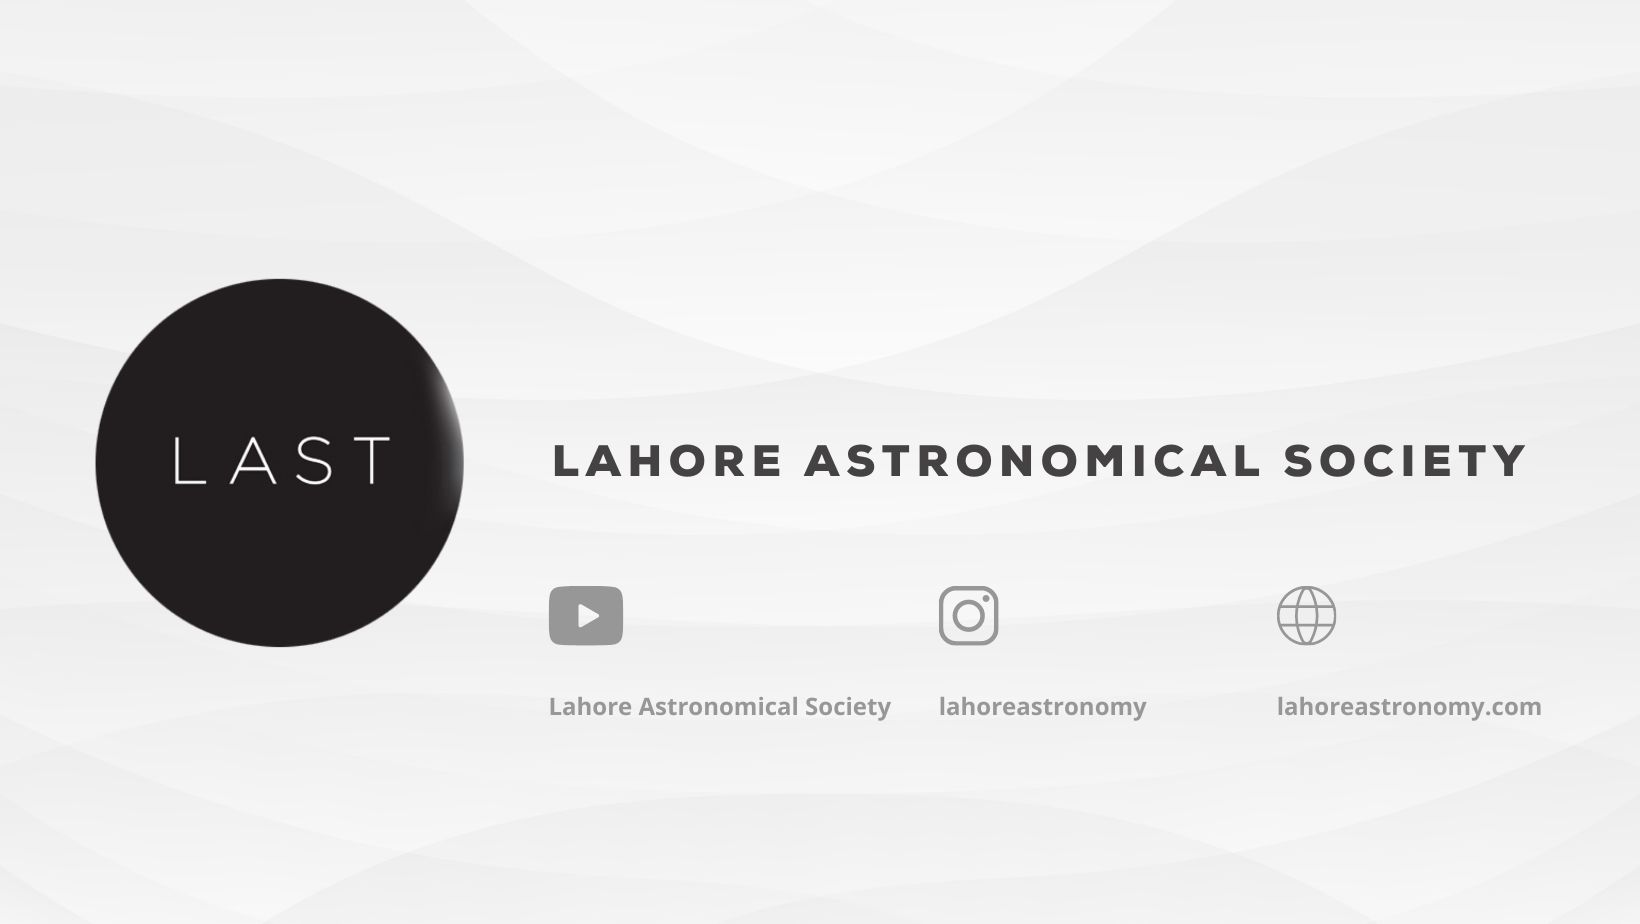 LAST
LAHORE ASTRONOMICAL SOCIETY
Lahore Astronomical Society
lahoreastronomy
lahoreastronomy.com